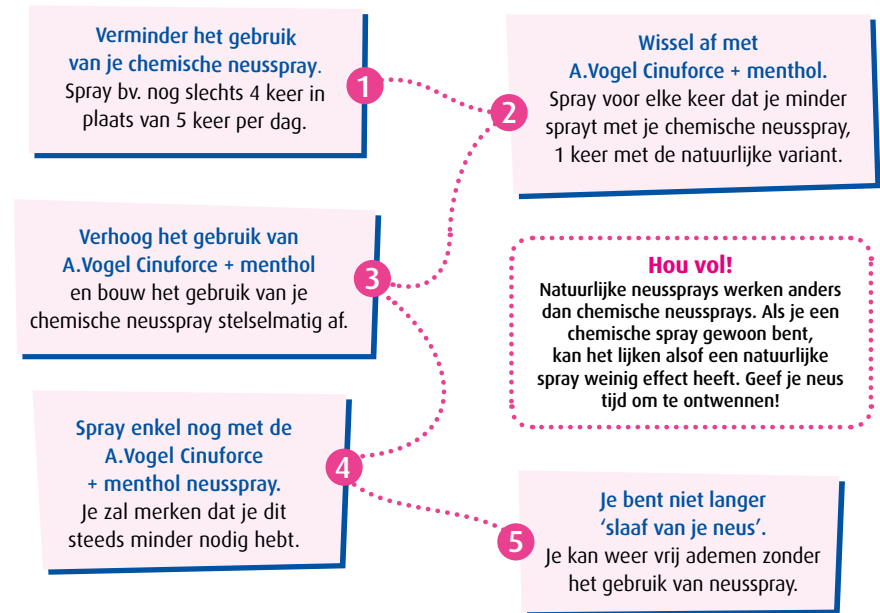 Verminder het gebruik
van je chemische neusspray.
Spray bv. nog slechts 4 keer in
plaats van 5 keer per dag.
1
Wissel af met
A.Vogel Cinuforce + menthol.
Spray voor elke keer dat je minder
sprayt met je chemische neusspray,
1 keer met de natuurlijke variant.
2
Verhoog het gebruik van
A.Vogel Cinuforce + menthol
en bouw het gebruik van je
chemische neusspray stelselmatig af.
3
Hou vol!
Natuurlijke neussprays werken anders
dan chemische neussprays. Als je een
chemische spray gewoon bent,
kan het lijken alsof een natuurlijke
spray weinig effect heeft. Geef je neus
tijd om te ontwennen!
Spray enkel nog met de
A.Vogel Cinuforce
+ menthol neusspray.
Je zal merken dat je dit
steeds minder nodig hebt.
4
Je bent niet langer
‘slaaf van je neus’.
Je kan weer vrij ademen zonder
het gebruik van neusspray.
5